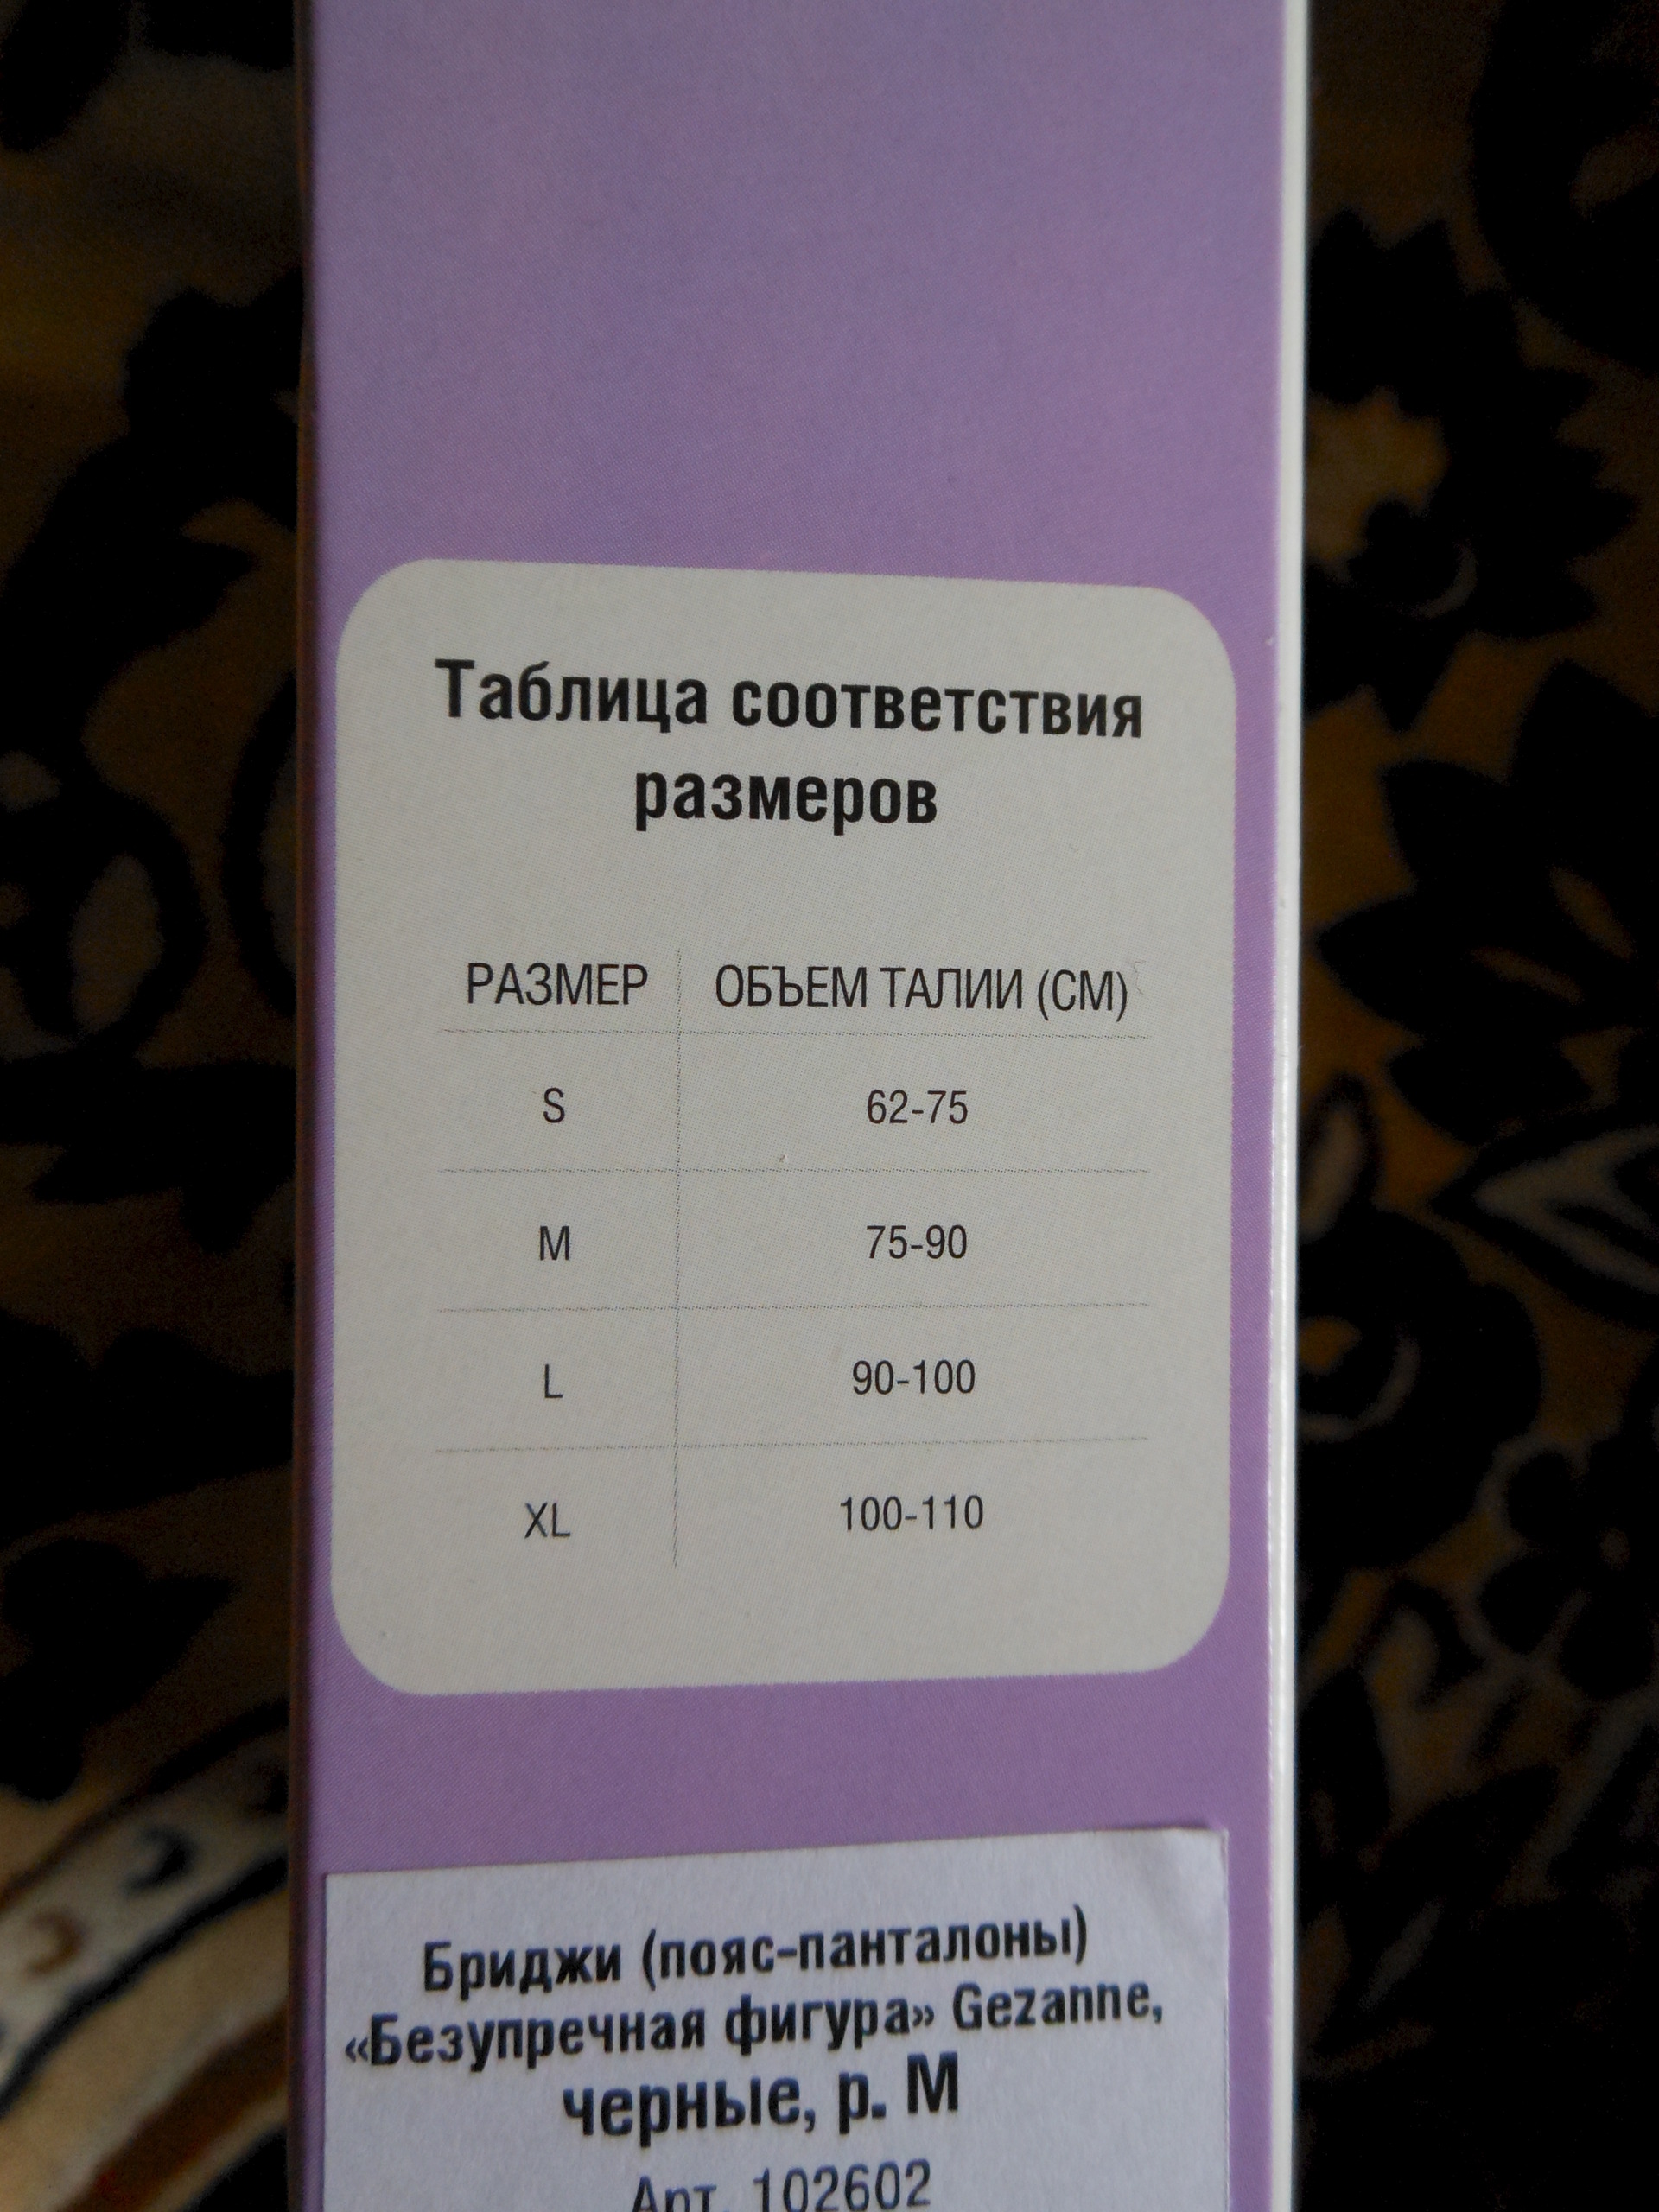 Таблица соответствия
размеров
РАЗМЕР ОБЪЕМ ТАЛИИ (СМ)
S 62-75
M 75-90
L 90-100
XL 100-110
Бриджи (пояс-панталоны)
«Безупречная фигура» Gezanne,
черные, р. М
Арт. 102602